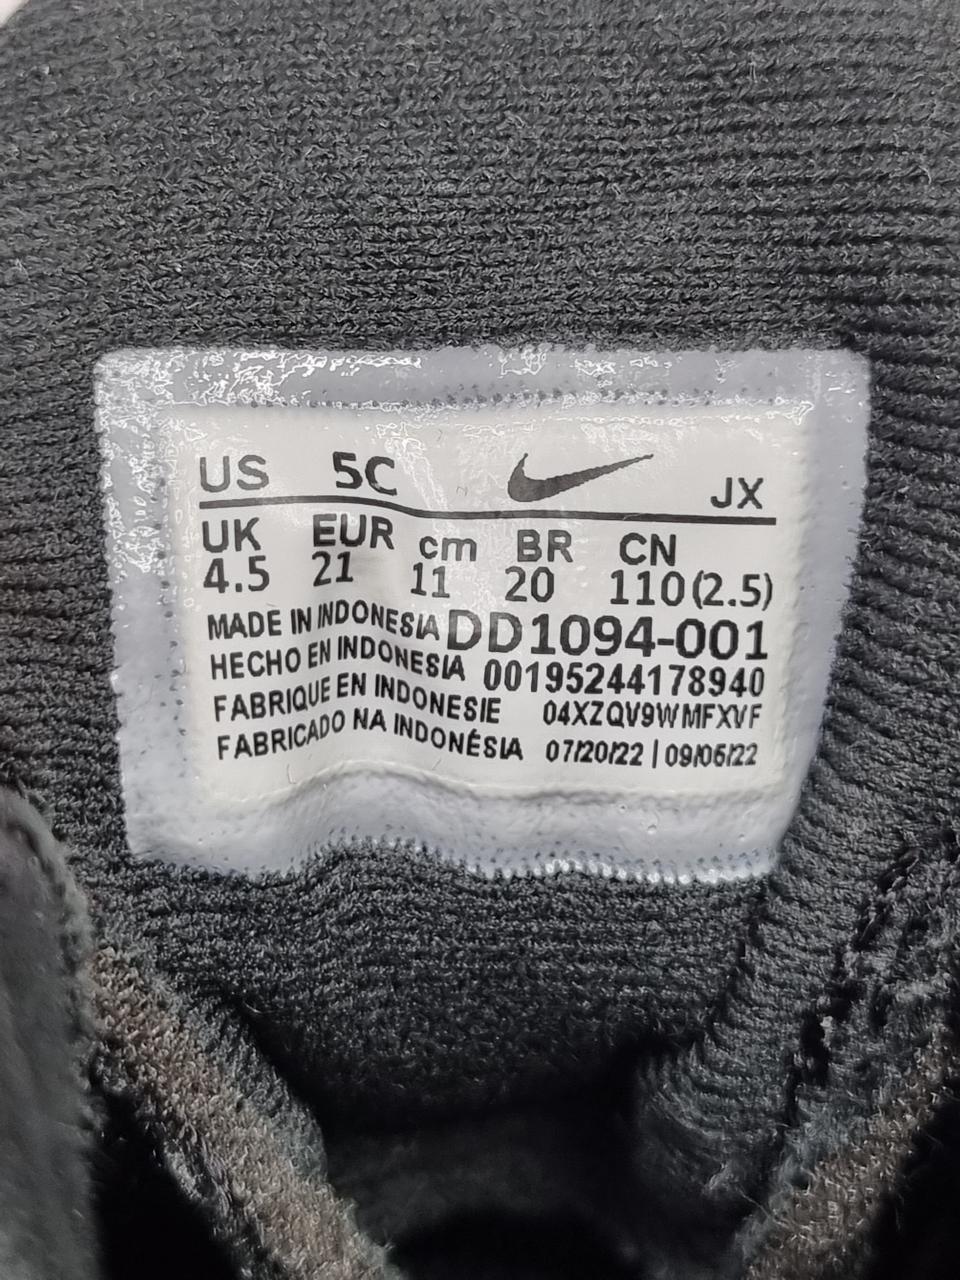 US 5C JX
UK EUR cm BR CN
4.5 21 11 20 110(2.5)
MADE IN INDONESIA DD1094-001
HECHO EN INDONESIA 00195244178940
FABRIQUE EN INDONESIE 04XZQV9WMFXVF
FABRICADO NA INDONÉSIA 07/20/22 | 09/06/22